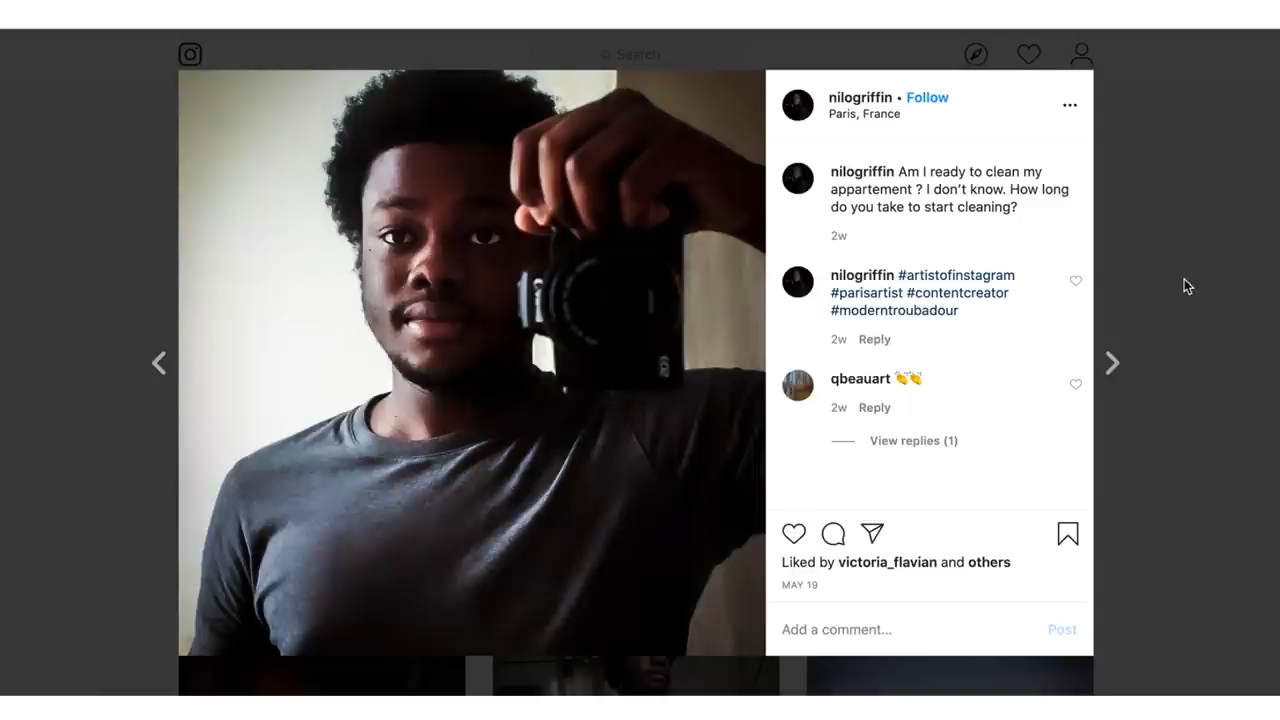 Search
nilogriffin • Follow
Paris, France
nilogriffin Am I ready to clean my
appartement ? I don't know. How long
do you take to start cleaning?
2w
nilogriffin #artistofinstagram
#parisartist #contentcreator
#moderntroubadour
2w Reply
qbeauart 👏👏
2w Reply
View replies (1)
Liked by victoria_flavian and others
MAY 19
Add a comment...
Post